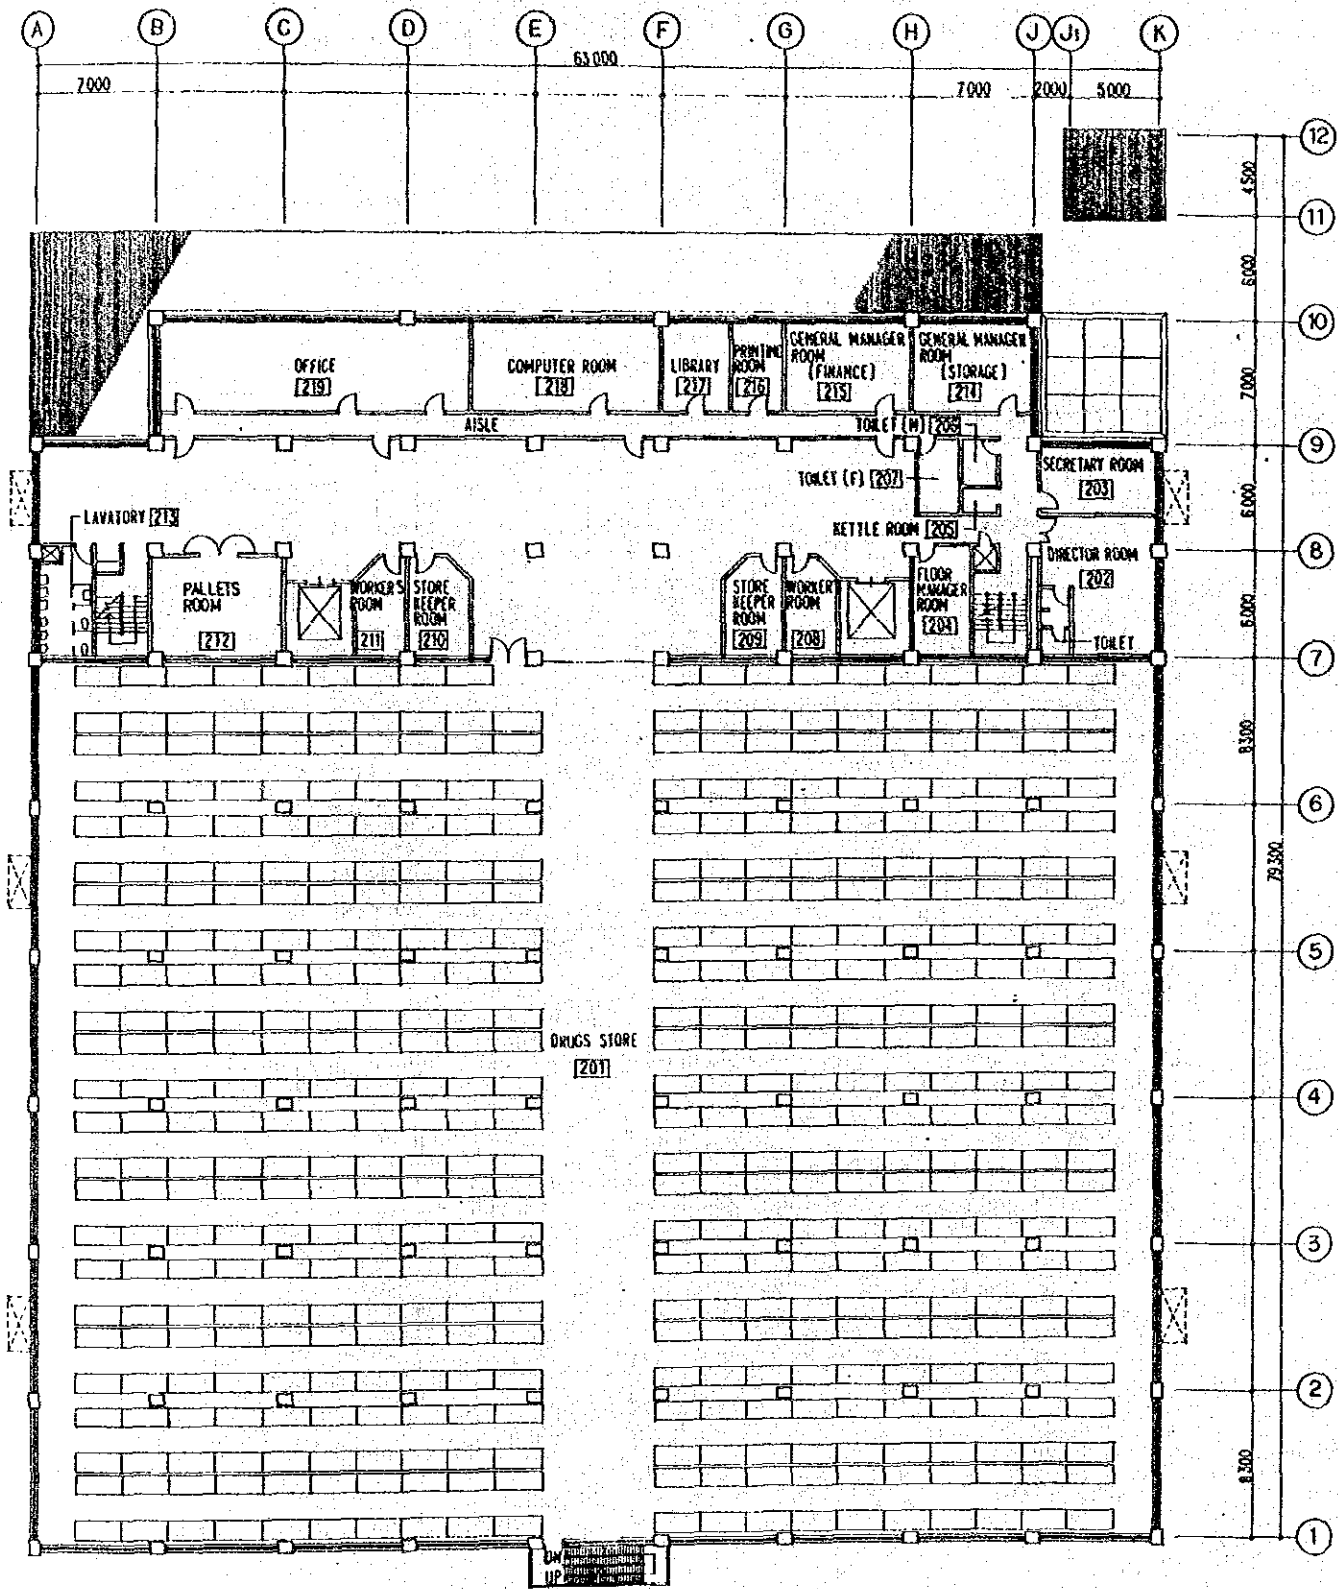 A B C D E F G H J J1 K
63000
7000 7000 2000 5000
12
4500
11
6000
10
OFFICE
[219]
COMPUTER ROOM
[218]
LIBRARY
[217]
PRINTING
ROOM
[216]
GENERAL MANAGER
ROOM
(FINANCE)
[215]
GENERAL MANAGER
ROOM
(STORAGE)
[214]
7000
AISLE
TOILET (M) [206]
9
SECRETARY ROOM
[203]
TOILET (F) [207]
6000
LAVATORY [213]
KETTLE ROOM [205]
8
DIRECTOR ROOM
[202]
PALLETS
ROOM
[212]
WORKER'S
ROOM
[211]
STORE
KEEPER
ROOM
[210]
STORE
KEEPER
ROOM
[209]
WORKER'S
ROOM
[208]
FLOOR
MANAGER
ROOM
[204]
6000
TOILET
7
8300
6
79300
5
DRUGS STORE
[201]
4
3
2
8300
1
DN
UP